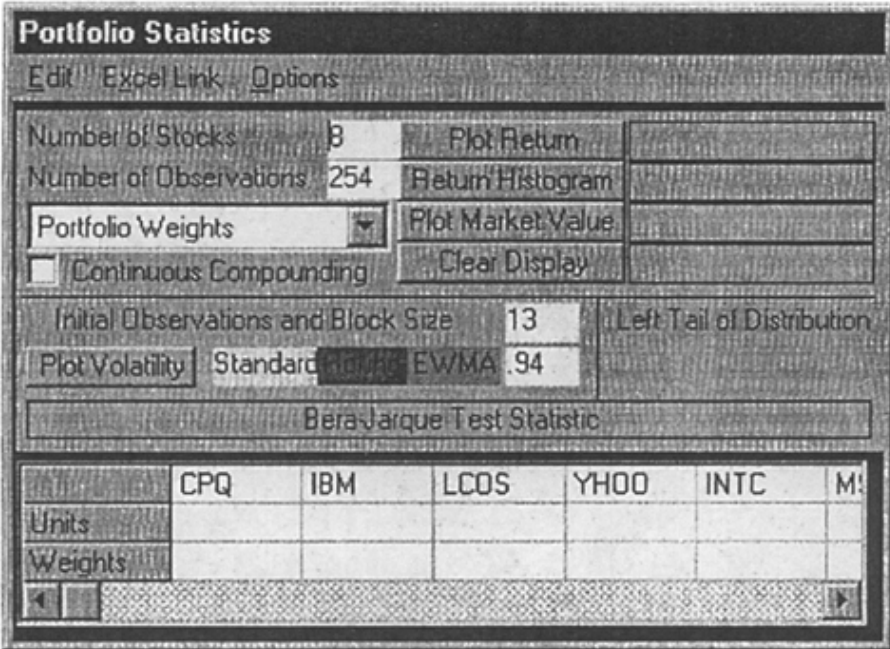 Portfolio Statistics
Edit Excel Link Options
Number of Stocks 8 Plot Return
Number of Observations 254 Return Histogram
Portfolio Weights Plot Market Value
Continuous Compounding Clear Display
Initial Observations and Block Size 13 Left Tail of Distribution
Plot Volatility Standard EWMA .94
Bera-Jarque Test Statistic
CPQ IBM LCOS YHOO INTC
Units
Weights